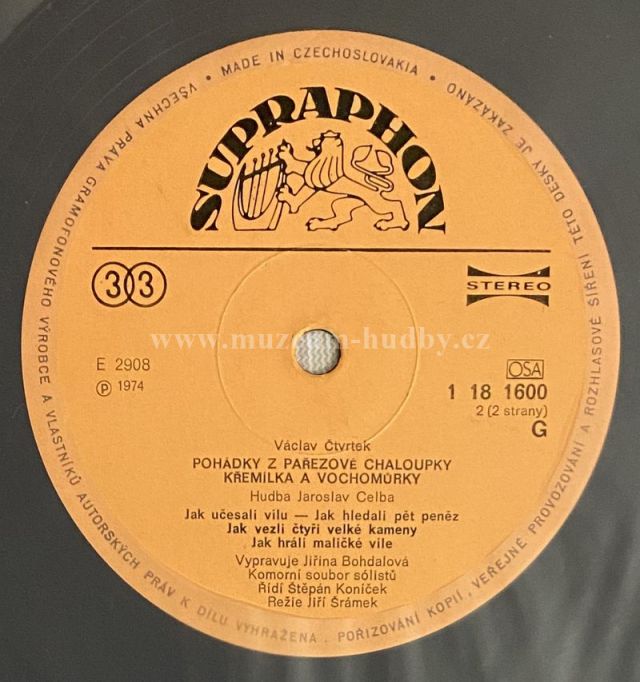 • MADE IN CZECHOSLOVAKIA •
VŠECHNA PRÁVA GRAMOFONOVÉHO VÝROBCE A VLASTNÍKŮ AUTORSKÝCH PRÁV K DÍLU VYHRAŽENA. POŘIZOVÁNÍ KOPIÍ, VEŘEJNÉ PROVOZOVÁNÍ A ROZHLASOVÉ ŠÍŘENÍ TÉTO DESKY JE ZAKÁZÁNO
SUPRAPHON
33
STEREO
www.muzeum-hudby.cz
E 2908
OSA
Ⓟ 1974
1 18 1600
2 (2 strany)
G
Václav Čtvrtek
POHÁDKY Z PAŘEZOVÉ CHALOUPKY
KŘEMÍLKA A VOCHOMŮRKY
Hudba Jaroslav Celba
Jak učesali vílu — Jak hledali pět peněz
Jak vezli čtyři velké kameny
Jak hráli maličké víle
Vypravuje Jiřina Bohdalová
Komorní soubor sólistů
Řídí Štěpán Koníček
Režie Jiří Šrámek